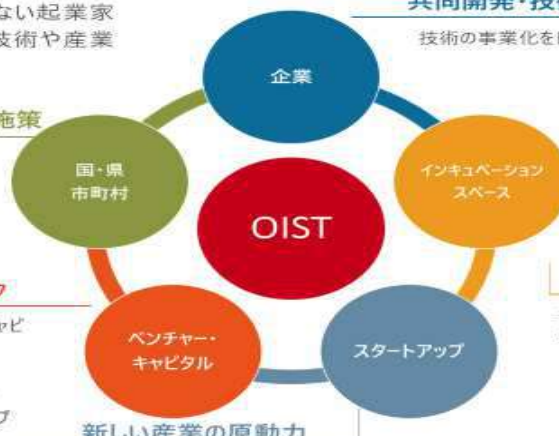 ない起業家
技術や産業
共同開発・技
技術の事業化を
企業
施策
国・県
市町村
インキュベーション
スペース
OIST
ャピ
ベンチャー・
キャピタル
スタートアップ
プ
新しい産業の原動力